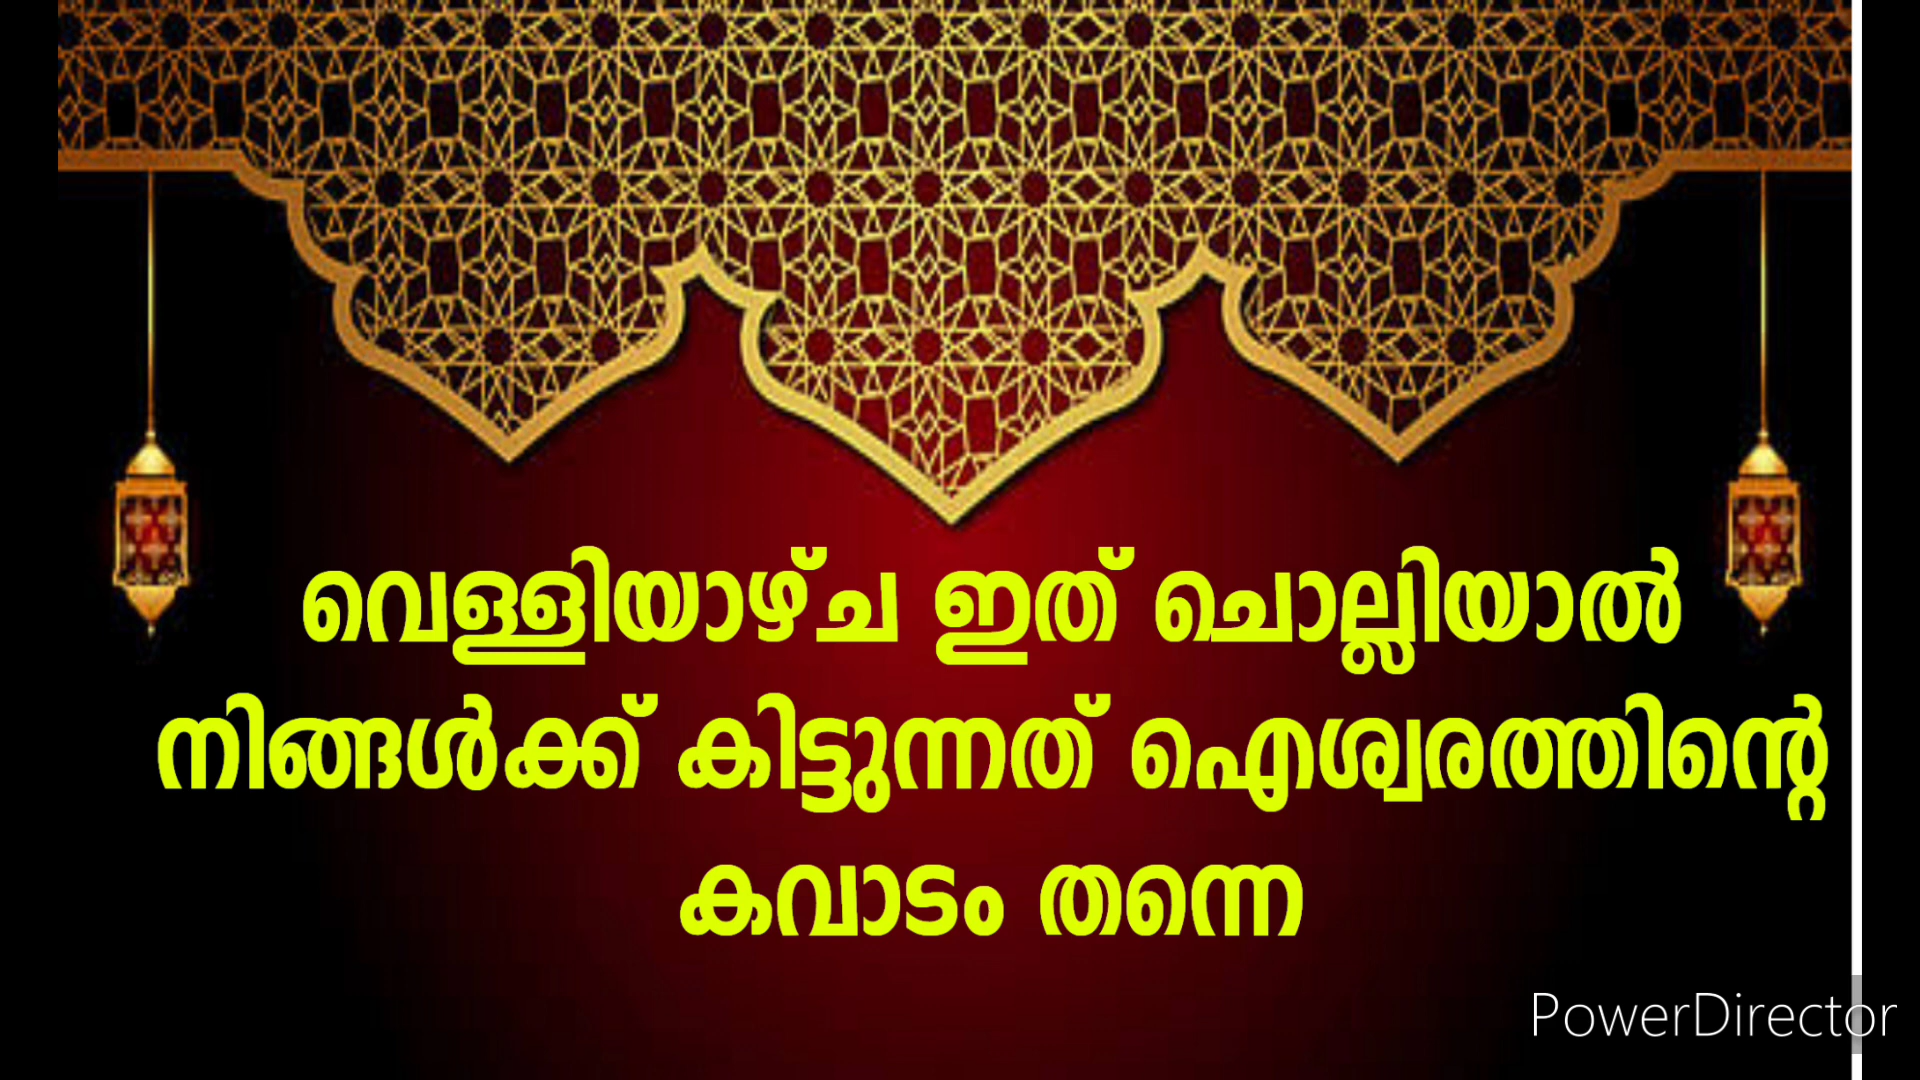 വെള്ളിയാഴ്ച ഇത് ചൊല്ലിയാൽ
നിങ്ങൾക്ക് കിട്ടുന്നത് ഐശ്വരത്തിന്റെ
കവാടം തന്നെ
PowerDirector